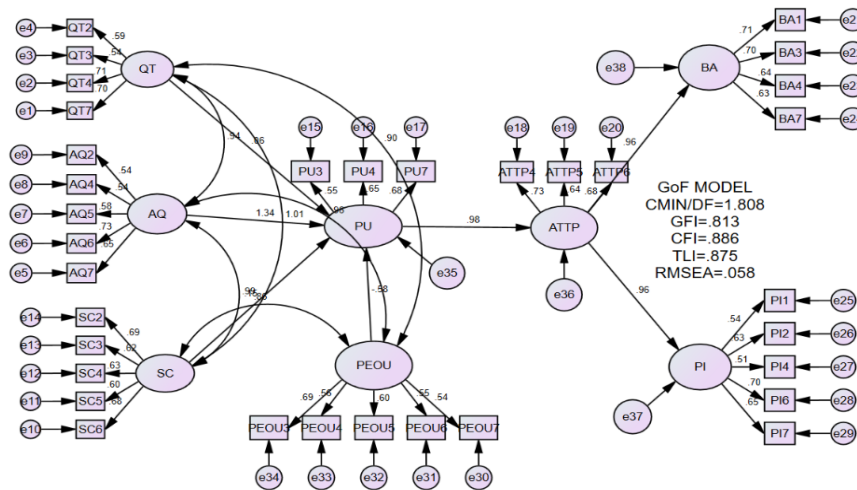 e4
QT2
.59
e3
QT3
.54
e2
QT4
.71
e1
QT7
.70
QT
e9
AQ2
.54
e8
AQ4
.54
e7
AQ5
.58
e6
AQ6
.73
e5
AQ7
.65
AQ
e14
SC2
.69
e13
SC3
.62
e12
SC4
.63
e11
SC5
.60
e10
SC6
.68
SC
.94
.90
1.34
1.01
.98
-.58
e15
e16
e17
PU3
PU4
PU7
.55
.65
.68
PU
e35
.98
PEOU
.69
.56
.60
.55
.54
PEOU3
PEOU4
PEOU5
PEOU6
PEOU7
e34
e33
e32
e31
e30
e18
e19
e20
ATTP4
ATTP5
ATTP6
.73
.64
.68
ATTP
e36
.96
.96
e38
BA
.71
.70
.64
.63
BA1
BA3
BA4
BA7
GoF MODEL
CMIN/DF=1.808
GFI=.813
CFI=.886
TLI=.875
RMSEA=.058
PI
e37
.54
.63
.51
.70
.65
PI1
e25
PI2
e26
PI4
e27
PI6
e28
PI7
e29